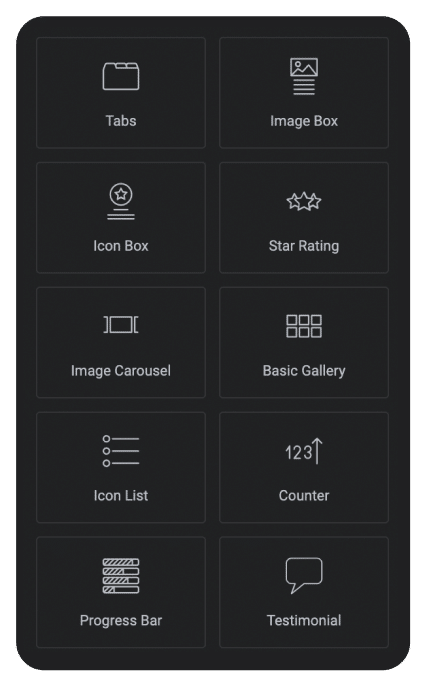 Tabs
Image Box
Icon Box
Star Rating
Image Carousel
Basic Gallery
Icon List
123
Counter
Progress Bar
Testimonial